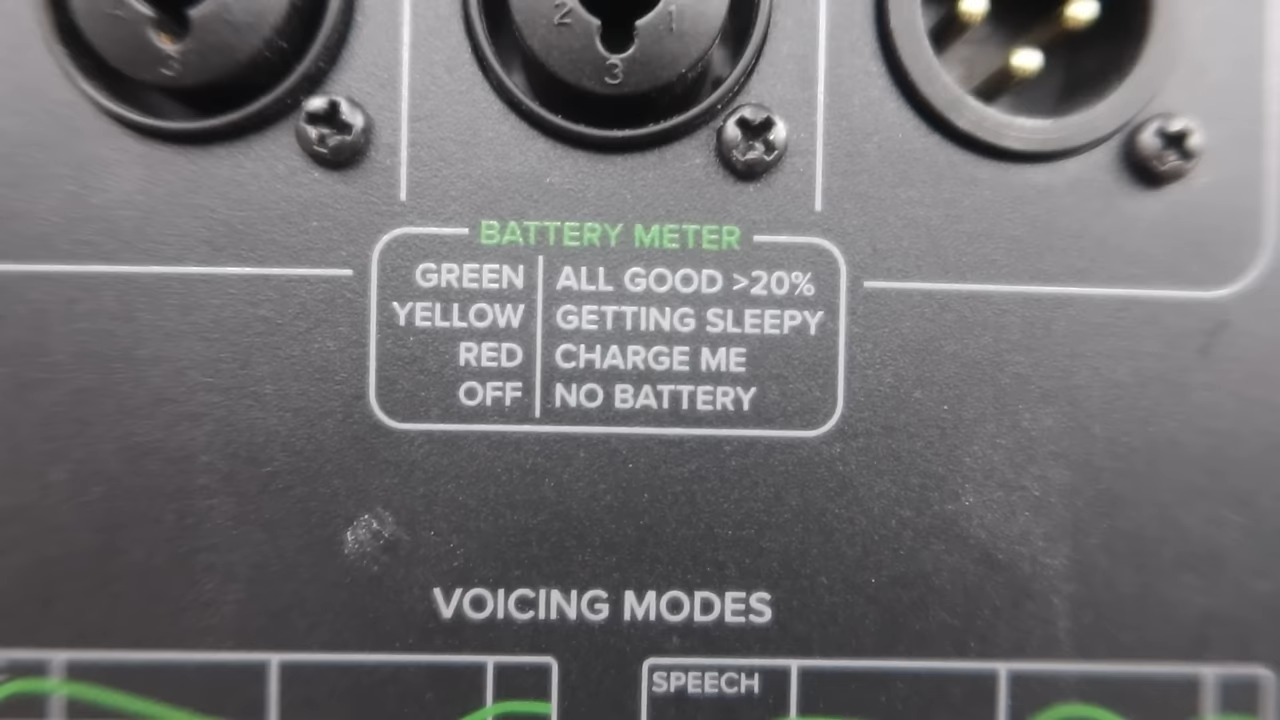 2 1
3
BATTERY METER
GREEN ALL GOOD >20%
YELLOW GETTING SLEEPY
RED CHARGE ME
OFF NO BATTERY
VOICING MODES
SPEECH